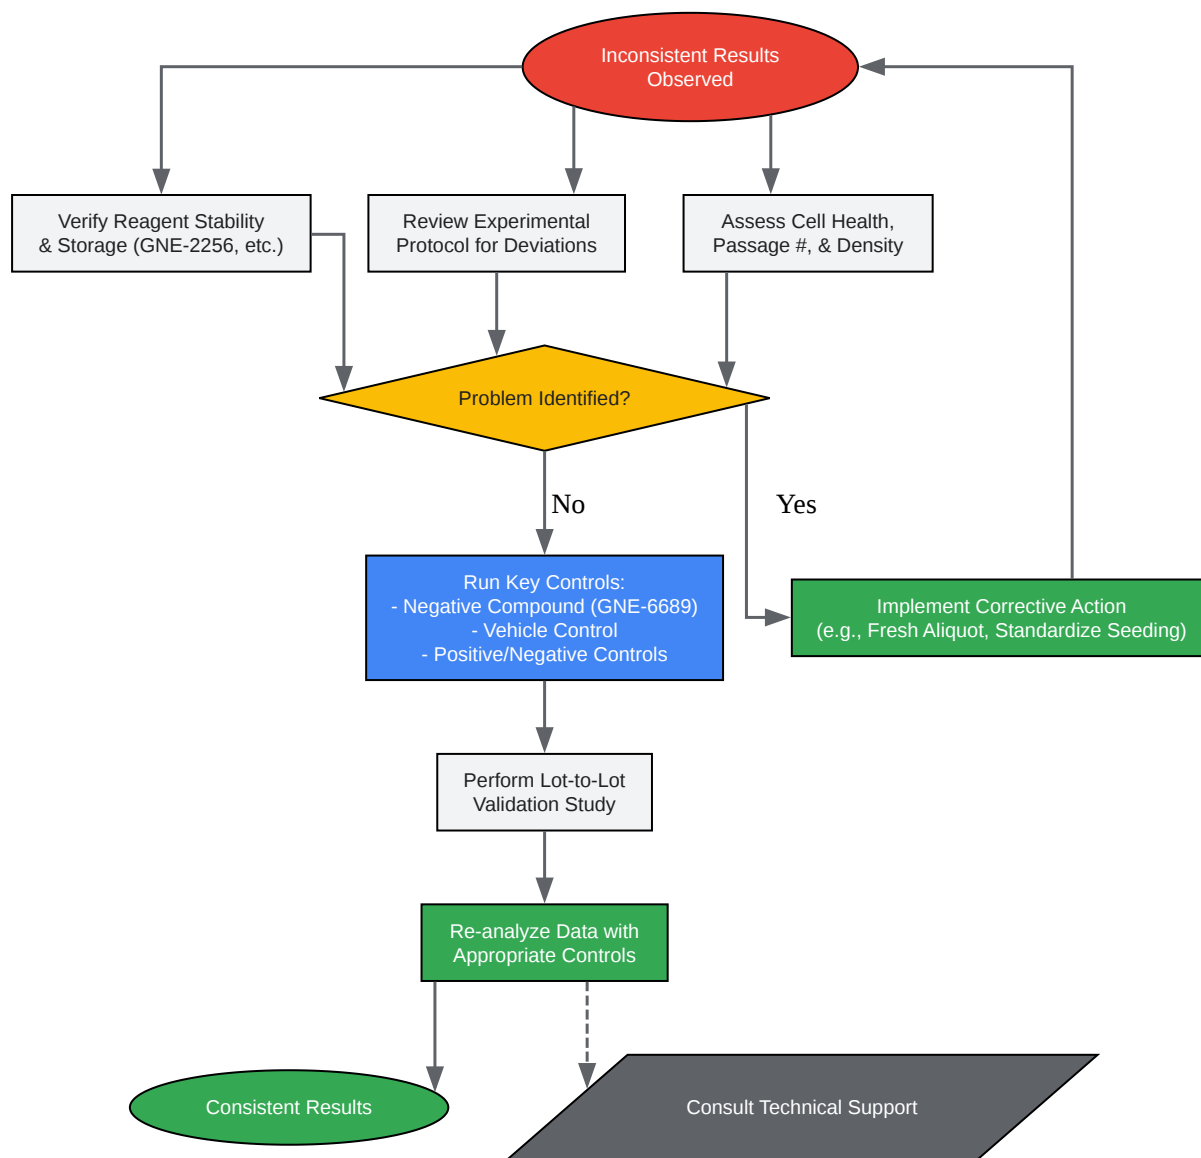 Inconsistent Results
Observed
Verify Reagent Stability
& Storage (GNE-2256, etc.)
Review Experimental
Protocol for Deviations
Assess Cell Health,
Passage #, & Density
Problem Identified?
No
Yes
Run Key Controls:
- Negative Compound (GNE-6689)
- Vehicle Control
- Positive/Negative Controls
Implement Corrective Action
(e.g., Fresh Aliquot, Standardize Seeding)
Perform Lot-to-Lot
Validation Study
Re-analyze Data with
Appropriate Controls
Consistent Results
Consult Technical Support